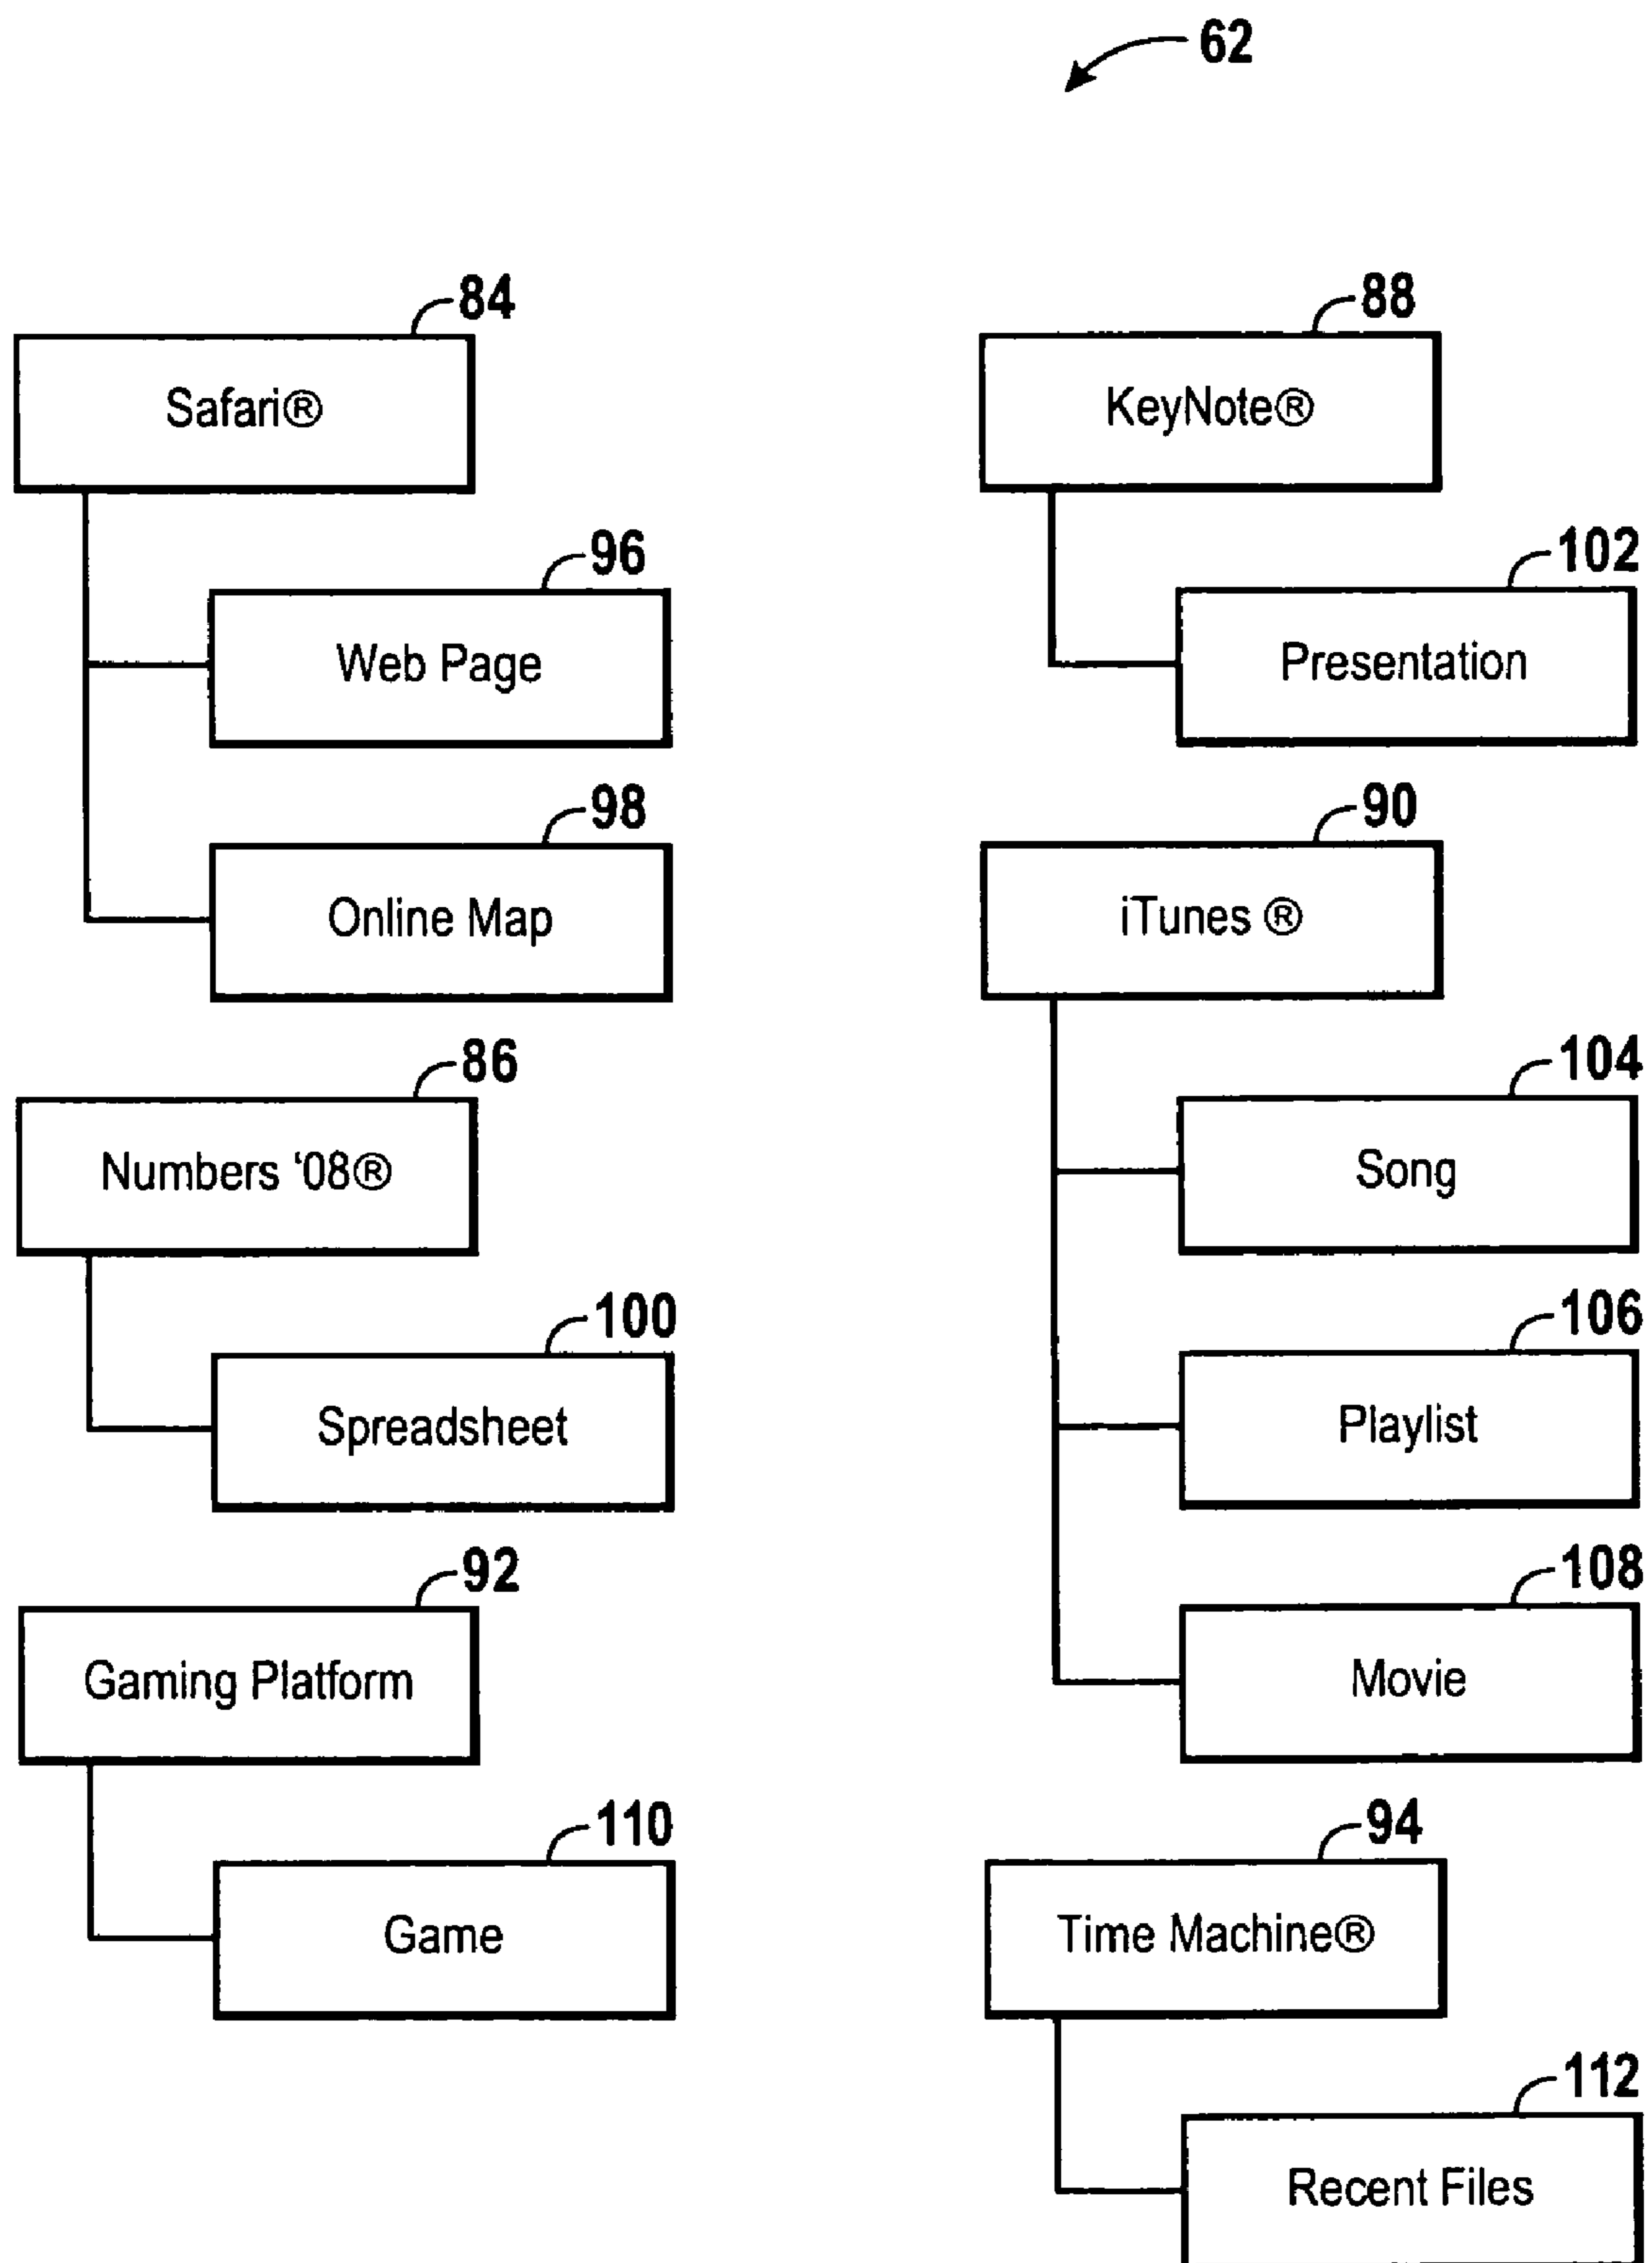 62
84
Safari®
96
Web Page
98
Online Map
86
Numbers '08®
100
Spreadsheet
92
Gaming Platform
110
Game
88
KeyNote®
102
Presentation
90
iTunes ®
104
Song
106
Playlist
108
Movie
94
Time Machine®
112
Recent Files